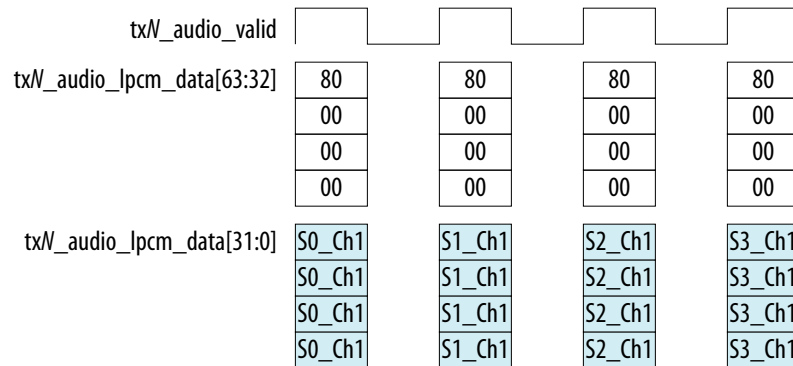 txN_audio_valid
txN_audio_lpcm_data[63:32] 80 80 80 80
00 00 00 00
00 00 00 00
00 00 00 00
txN_audio_lpcm_data[31:0] S0_Ch1 S1_Ch1 S2_Ch1 S3_Ch1
S0_Ch1 S1_Ch1 S2_Ch1 S3_Ch1
S0_Ch1 S1_Ch1 S2_Ch1 S3_Ch1
S0_Ch1 S1_Ch1 S2_Ch1 S3_Ch1